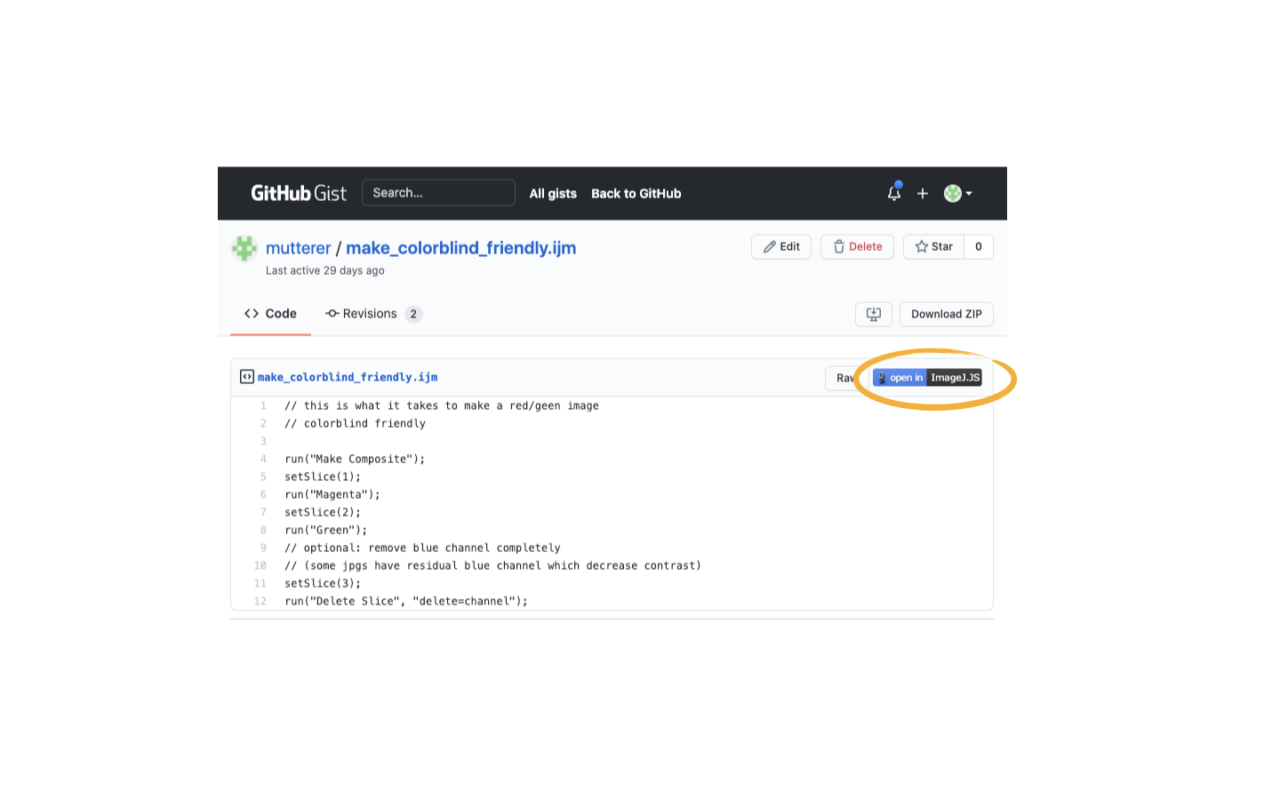 GitHub Gist Search... All gists Back to GitHub
mutterer / make_colorblind_friendly.ijm Edit Delete Star 0
Last active 29 days ago
Code Revisions 2 Download ZIP
make_colorblind_friendly.ijm Raw open in ImageJ.JS
1 // this is what it takes to make a red/geen image
2 // colorblind friendly
3
4 run("Make Composite");
5 setSlice(1);
6 run("Magenta");
7 setSlice(2);
8 run("Green");
9 // optional: remove blue channel completely
10 // (some jpgs have residual blue channel which decrease contrast)
11 setSlice(3);
12 run("Delete Slice", "delete=channel");